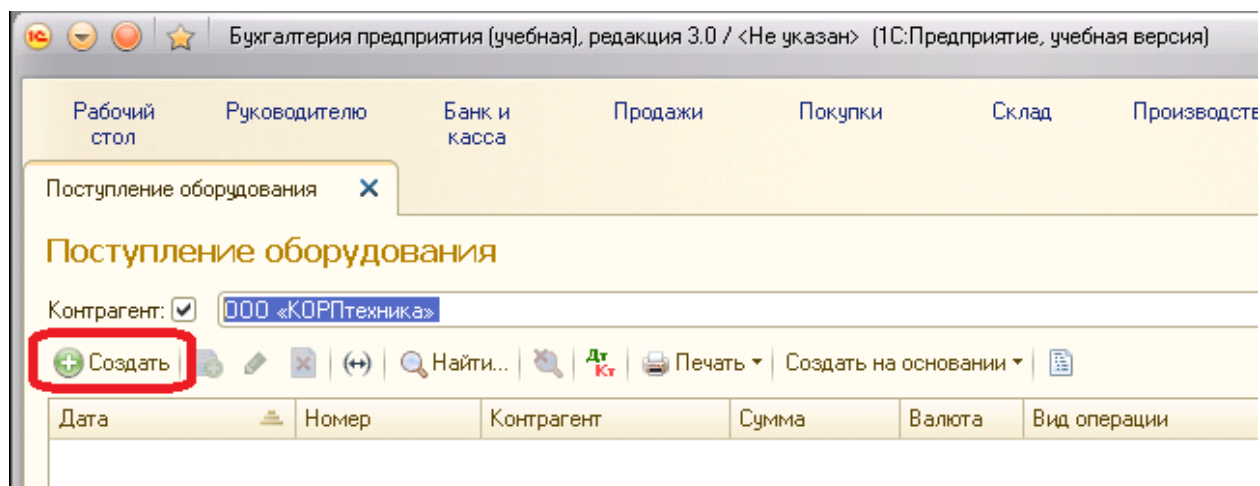 1С Бухгалтерия предприятия (учебная), редакция 3.0 / <Не указан> (1С:Предприятие, учебная версия)
Рабочий стол Руководителю Банк и касса Продажи Покупки Склад Производств
Поступление оборудования
Поступление оборудования
Контрагент: ООО «КОРПтехника»
Создать Найти... Дт Кт Печать Создать на основании
Дата Номер Контрагент Сумма Валюта Вид операции